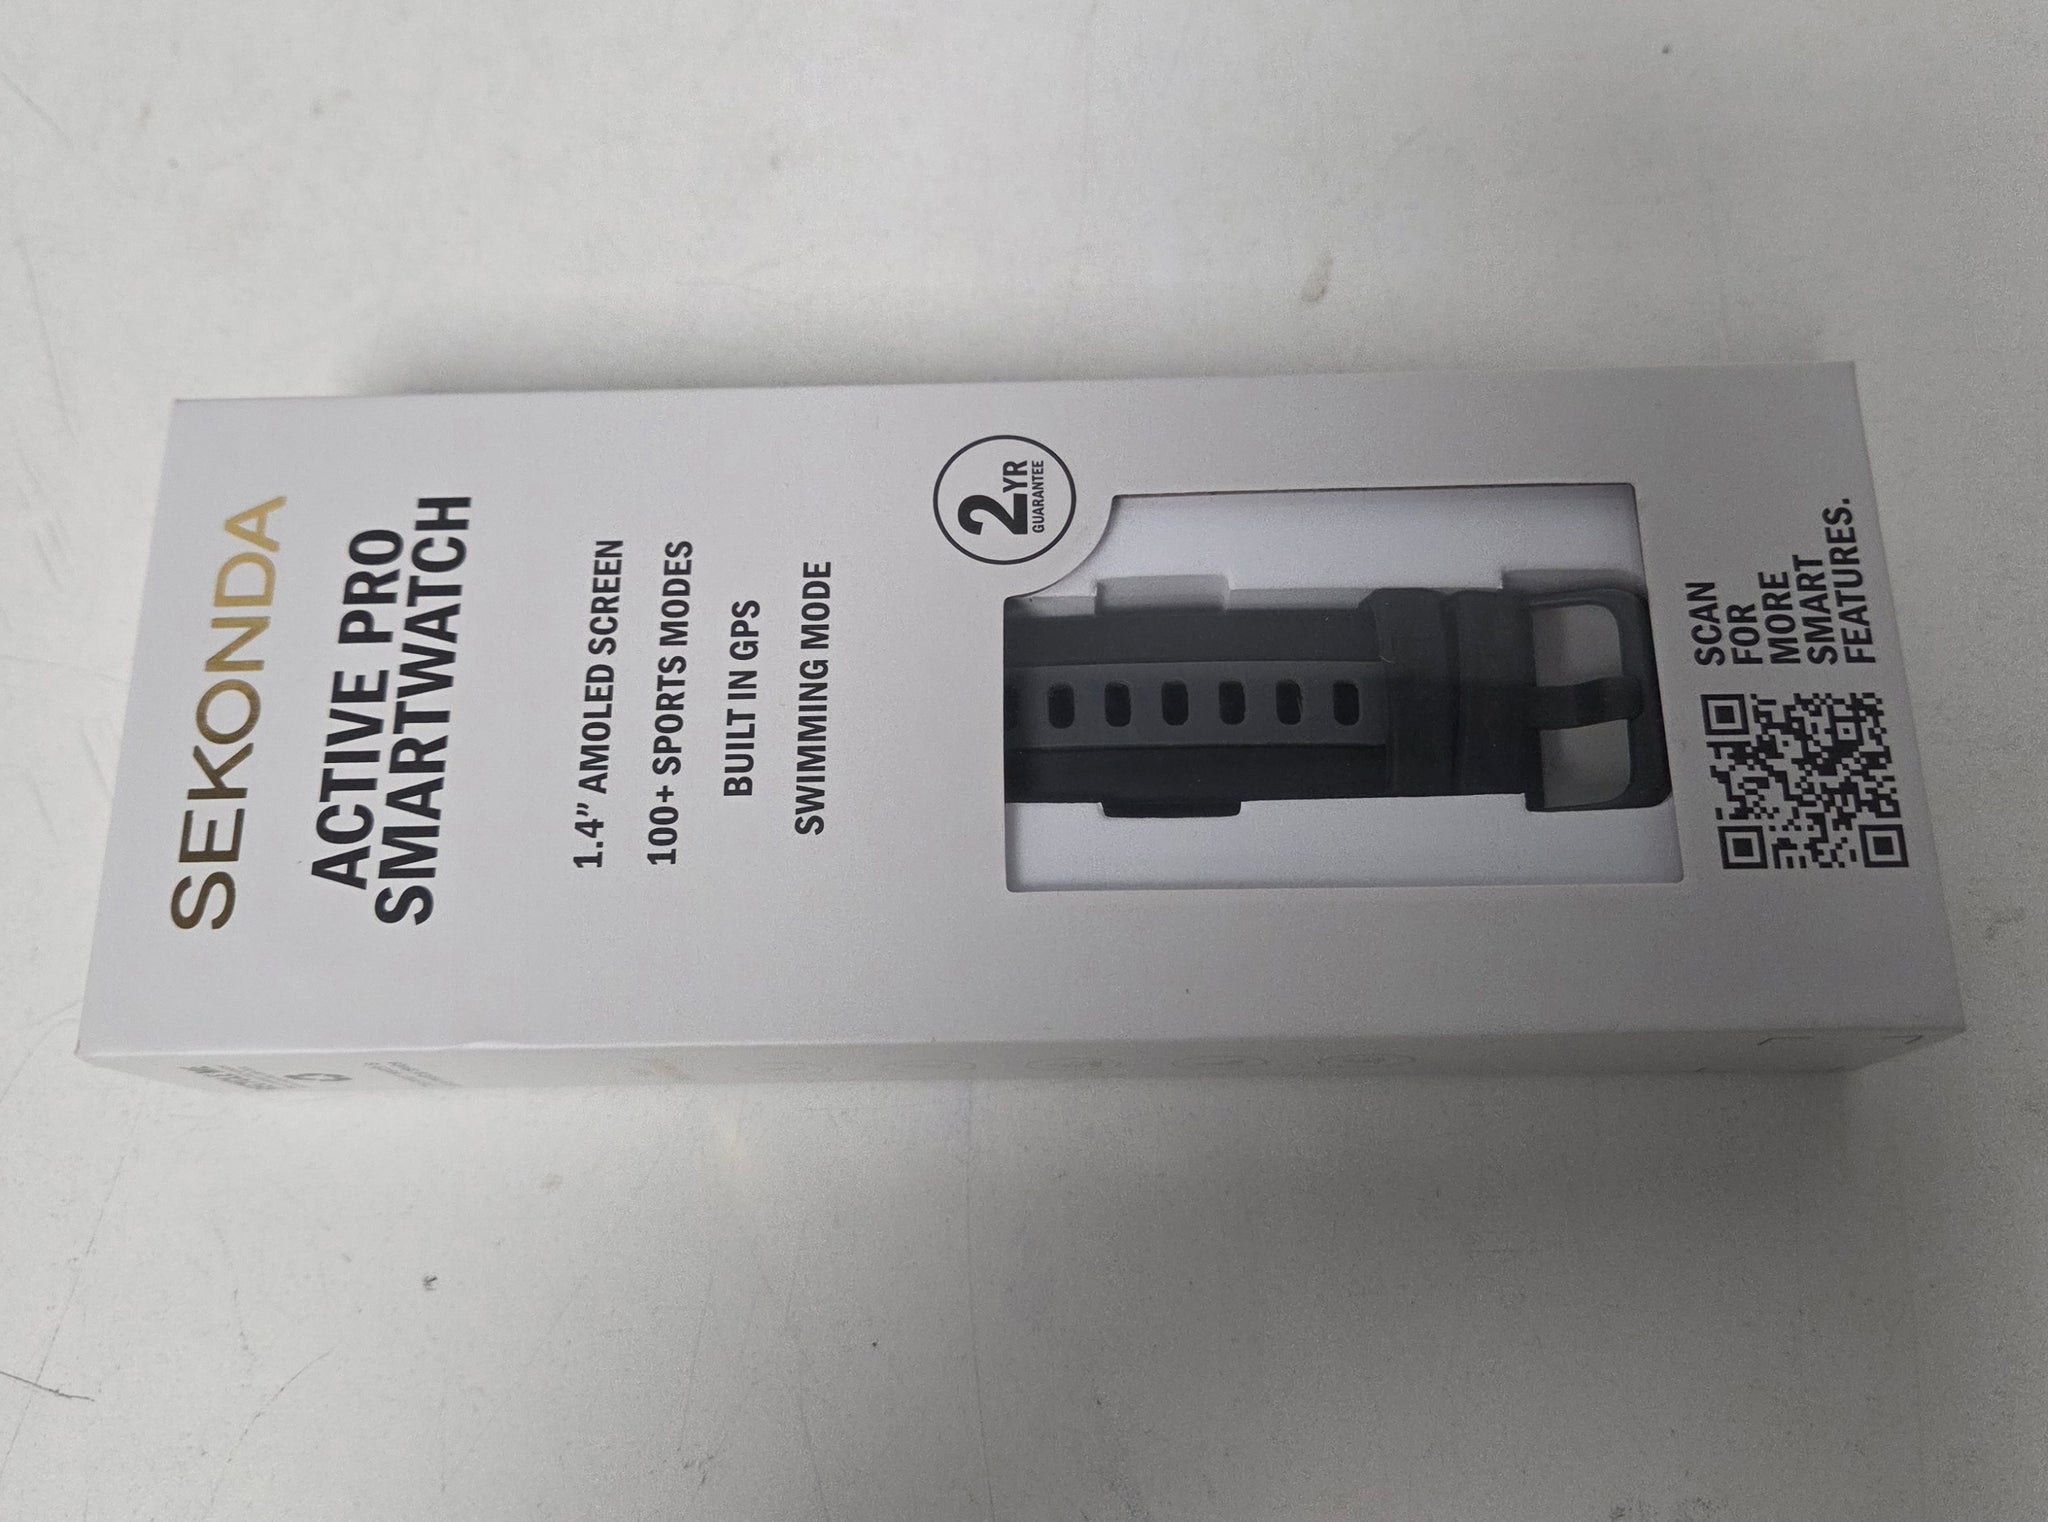 SEKONDA
ACTIVE PRO
SMARTWATCH
1.4" AMOLED SCREEN
100+ SPORTS MODES
BUILT IN GPS
SWIMMING MODE
2YR
GUARANTEE
SCAN
FOR
MORE
SMART
FEATURES.